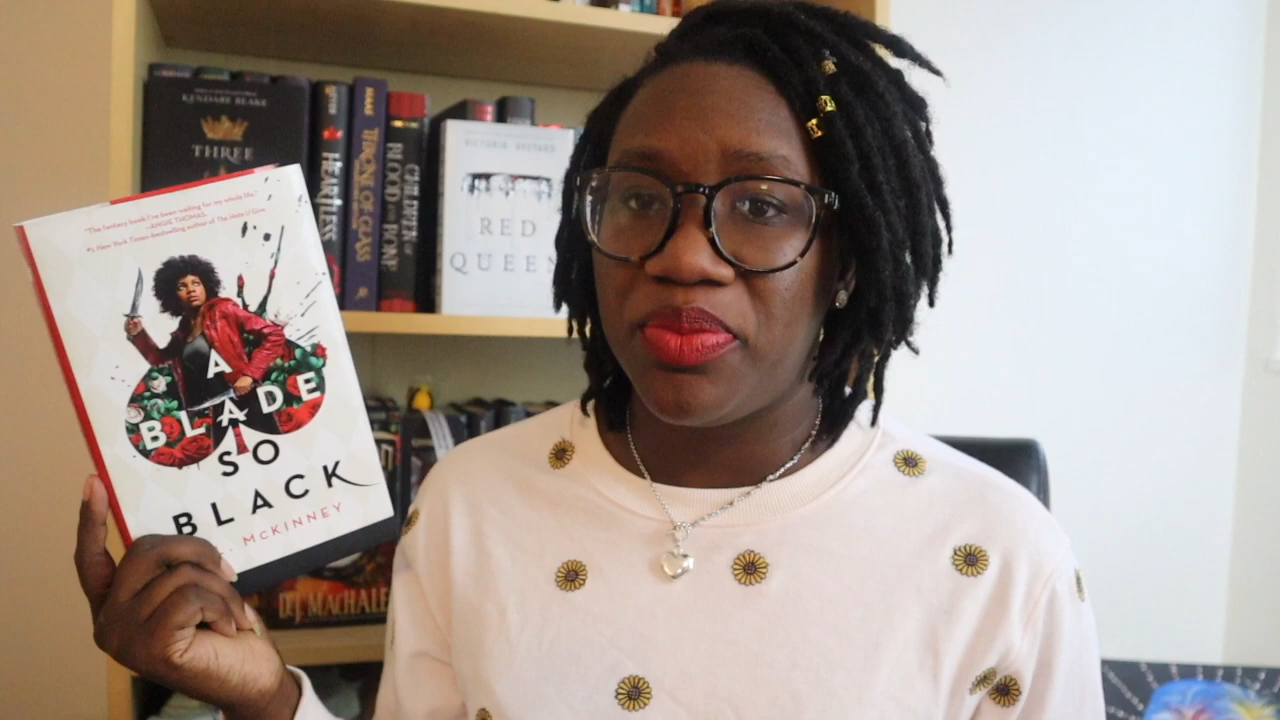 KENDARE BLAKE
THREE
HEARTLESS
MAAS
THRONE OF GLASS
CHILDREN OF
BLOOD AND BONE
VICTORIA AVEYARD
RED
QUEEN
"The fantasy book I've been waiting for my whole life."
—ANGIE THOMAS,
#1 New York Times–bestselling author of The Hate U Give
A
BLADE
SO
BLACK
MCKINNEY
D.J. MACHALE